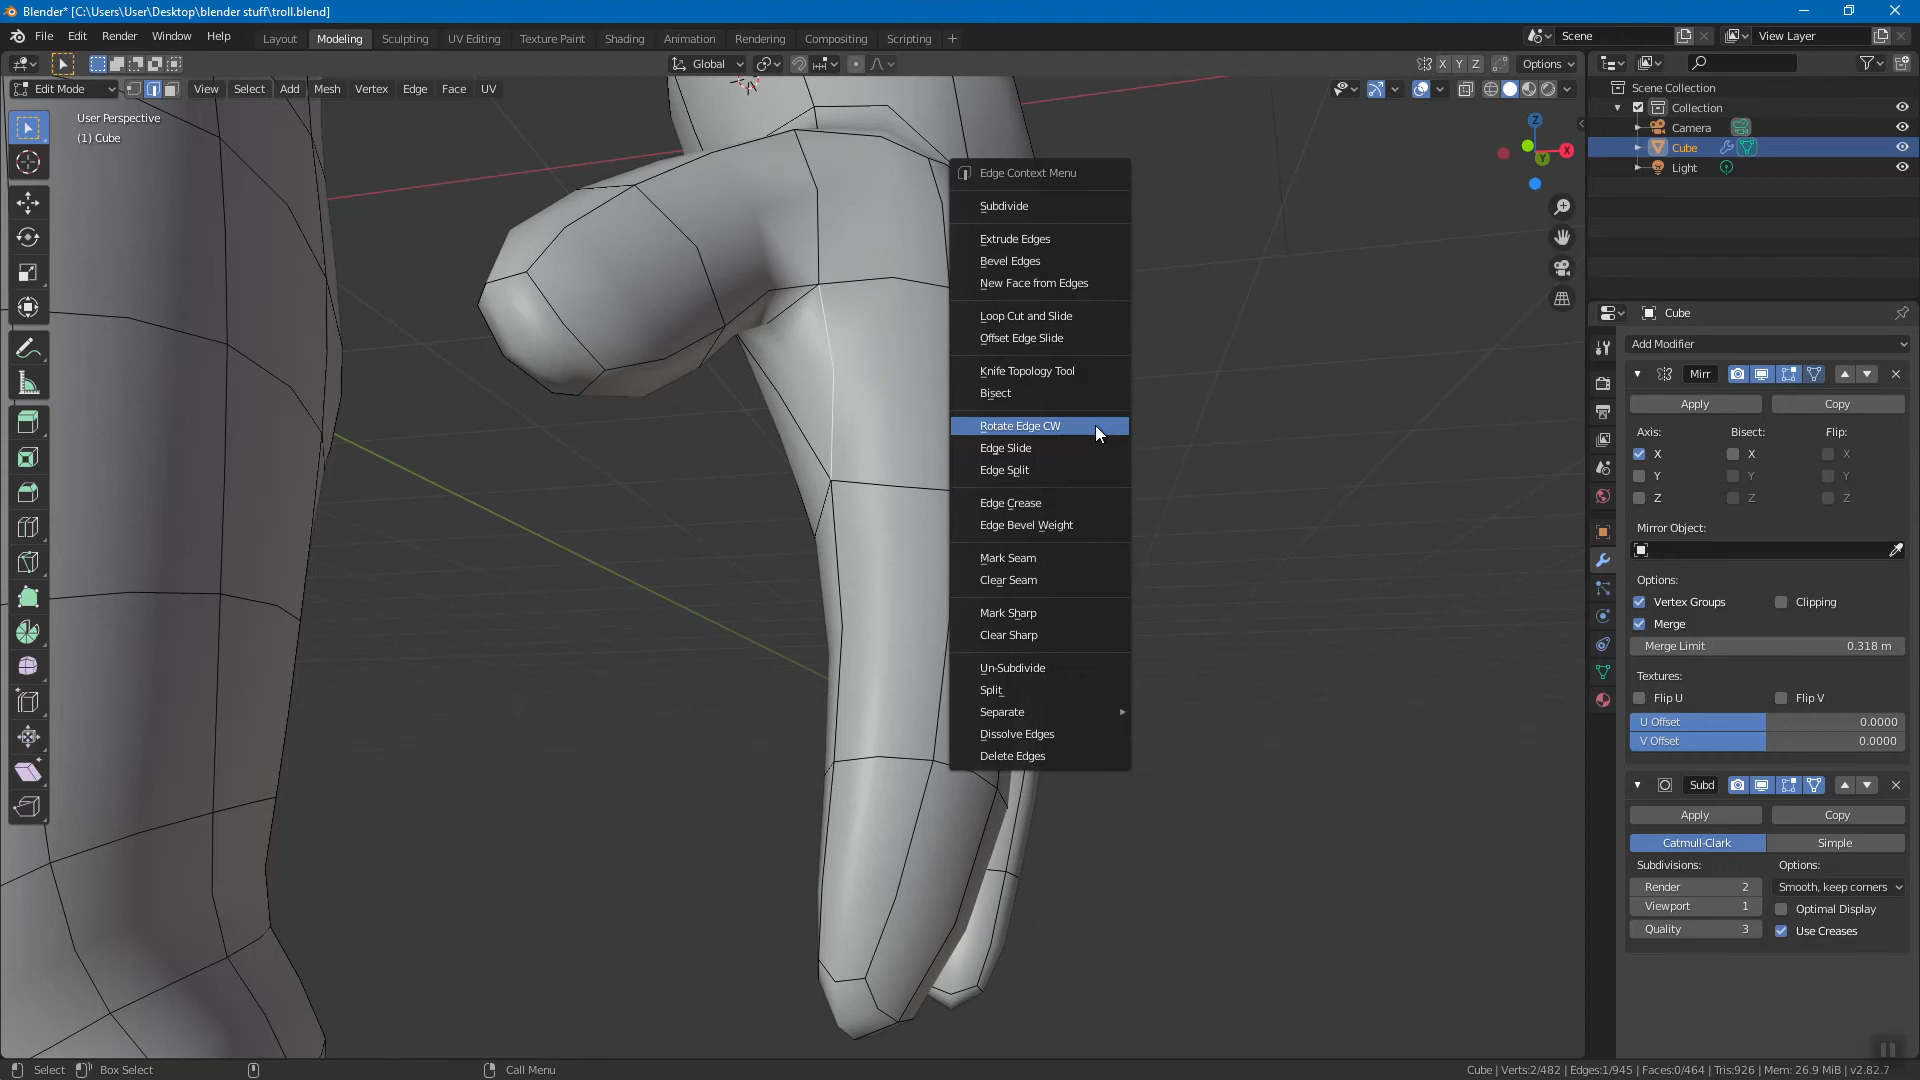 Blender* [C:\Users\User\Desktop\blender stuff\troll.blend]
File Edit Render Window Help
Layout Modeling Sculpting UV Editing Texture Paint Shading Animation Rendering Compositing Scripting
Scene
View Layer
Global
X Y Z
Options
Edit Mode
View Select Add Mesh Vertex Edge Face UV
User Perspective
(1) Cube
Z
X
Y
Edge Context Menu
Subdivide
Extrude Edges
Bevel Edges
New Face from Edges
Loop Cut and Slide
Offset Edge Slide
Knife Topology Tool
Bisect
Rotate Edge CW
Edge Slide
Edge Split
Edge Crease
Edge Bevel Weight
Mark Seam
Clear Seam
Mark Sharp
Clear Sharp
Un-Subdivide
Split
Separate
Dissolve Edges
Delete Edges
Scene Collection
Collection
Camera
Cube
Light
Cube
Add Modifier
Mirr
Apply Copy
Axis: Bisect: Flip:
X X X
Y Y Y
Z Z Z
Mirror Object:
Options:
Vertex Groups Clipping
Merge
Merge Limit 0.318 m
Textures:
Flip U Flip V
U Offset 0.0000
V Offset 0.0000
Subd
Apply Copy
Catmull-Clark Simple
Subdivisions: Options:
Render 2 Smooth, keep corners
Viewport 1 Optimal Display
Quality 3 Use Creases
Select Box Select Call Menu
Cube | Verts:2/482 | Edges:1/945 | Faces:0/464 | Tris:926 | Mem: 26.9 MiB | v2.82.7